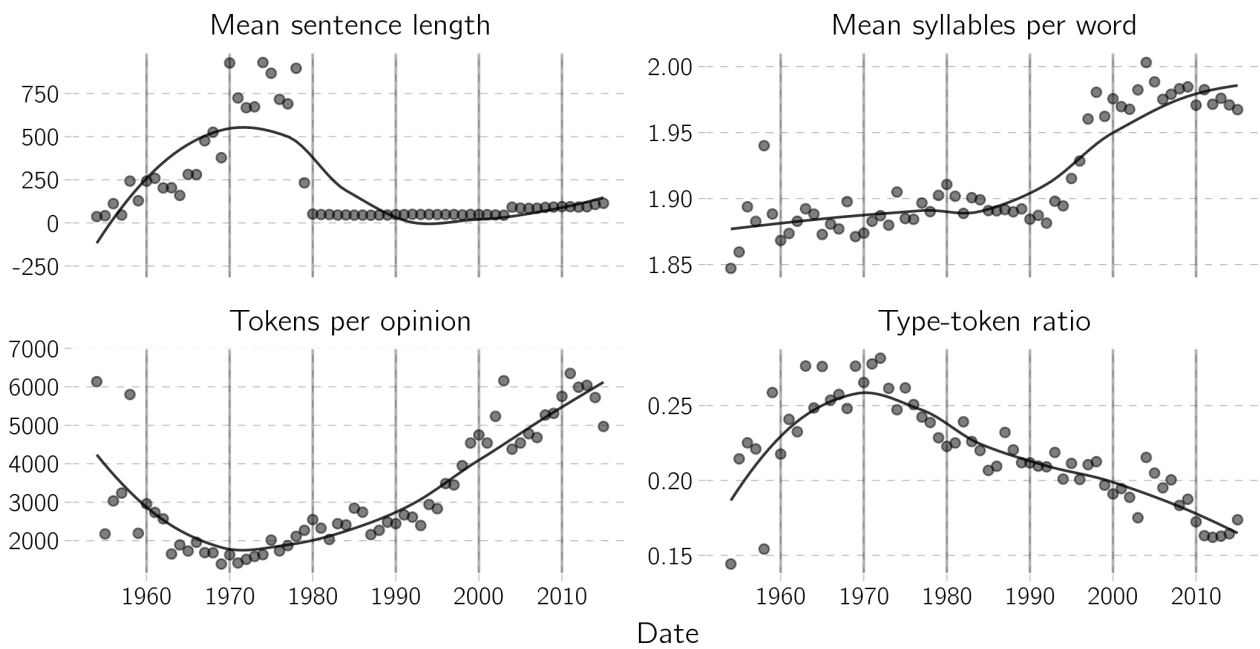 Mean sentence length
Mean syllables per word
750
500
250
0
-250
2.00
1.95
1.90
1.85
Tokens per opinion
Type-token ratio
7000
6000
5000
4000
3000
2000
0.25
0.20
0.15
1960 1970 1980 1990 2000 2010
1960 1970 1980 1990 2000 2010
Date